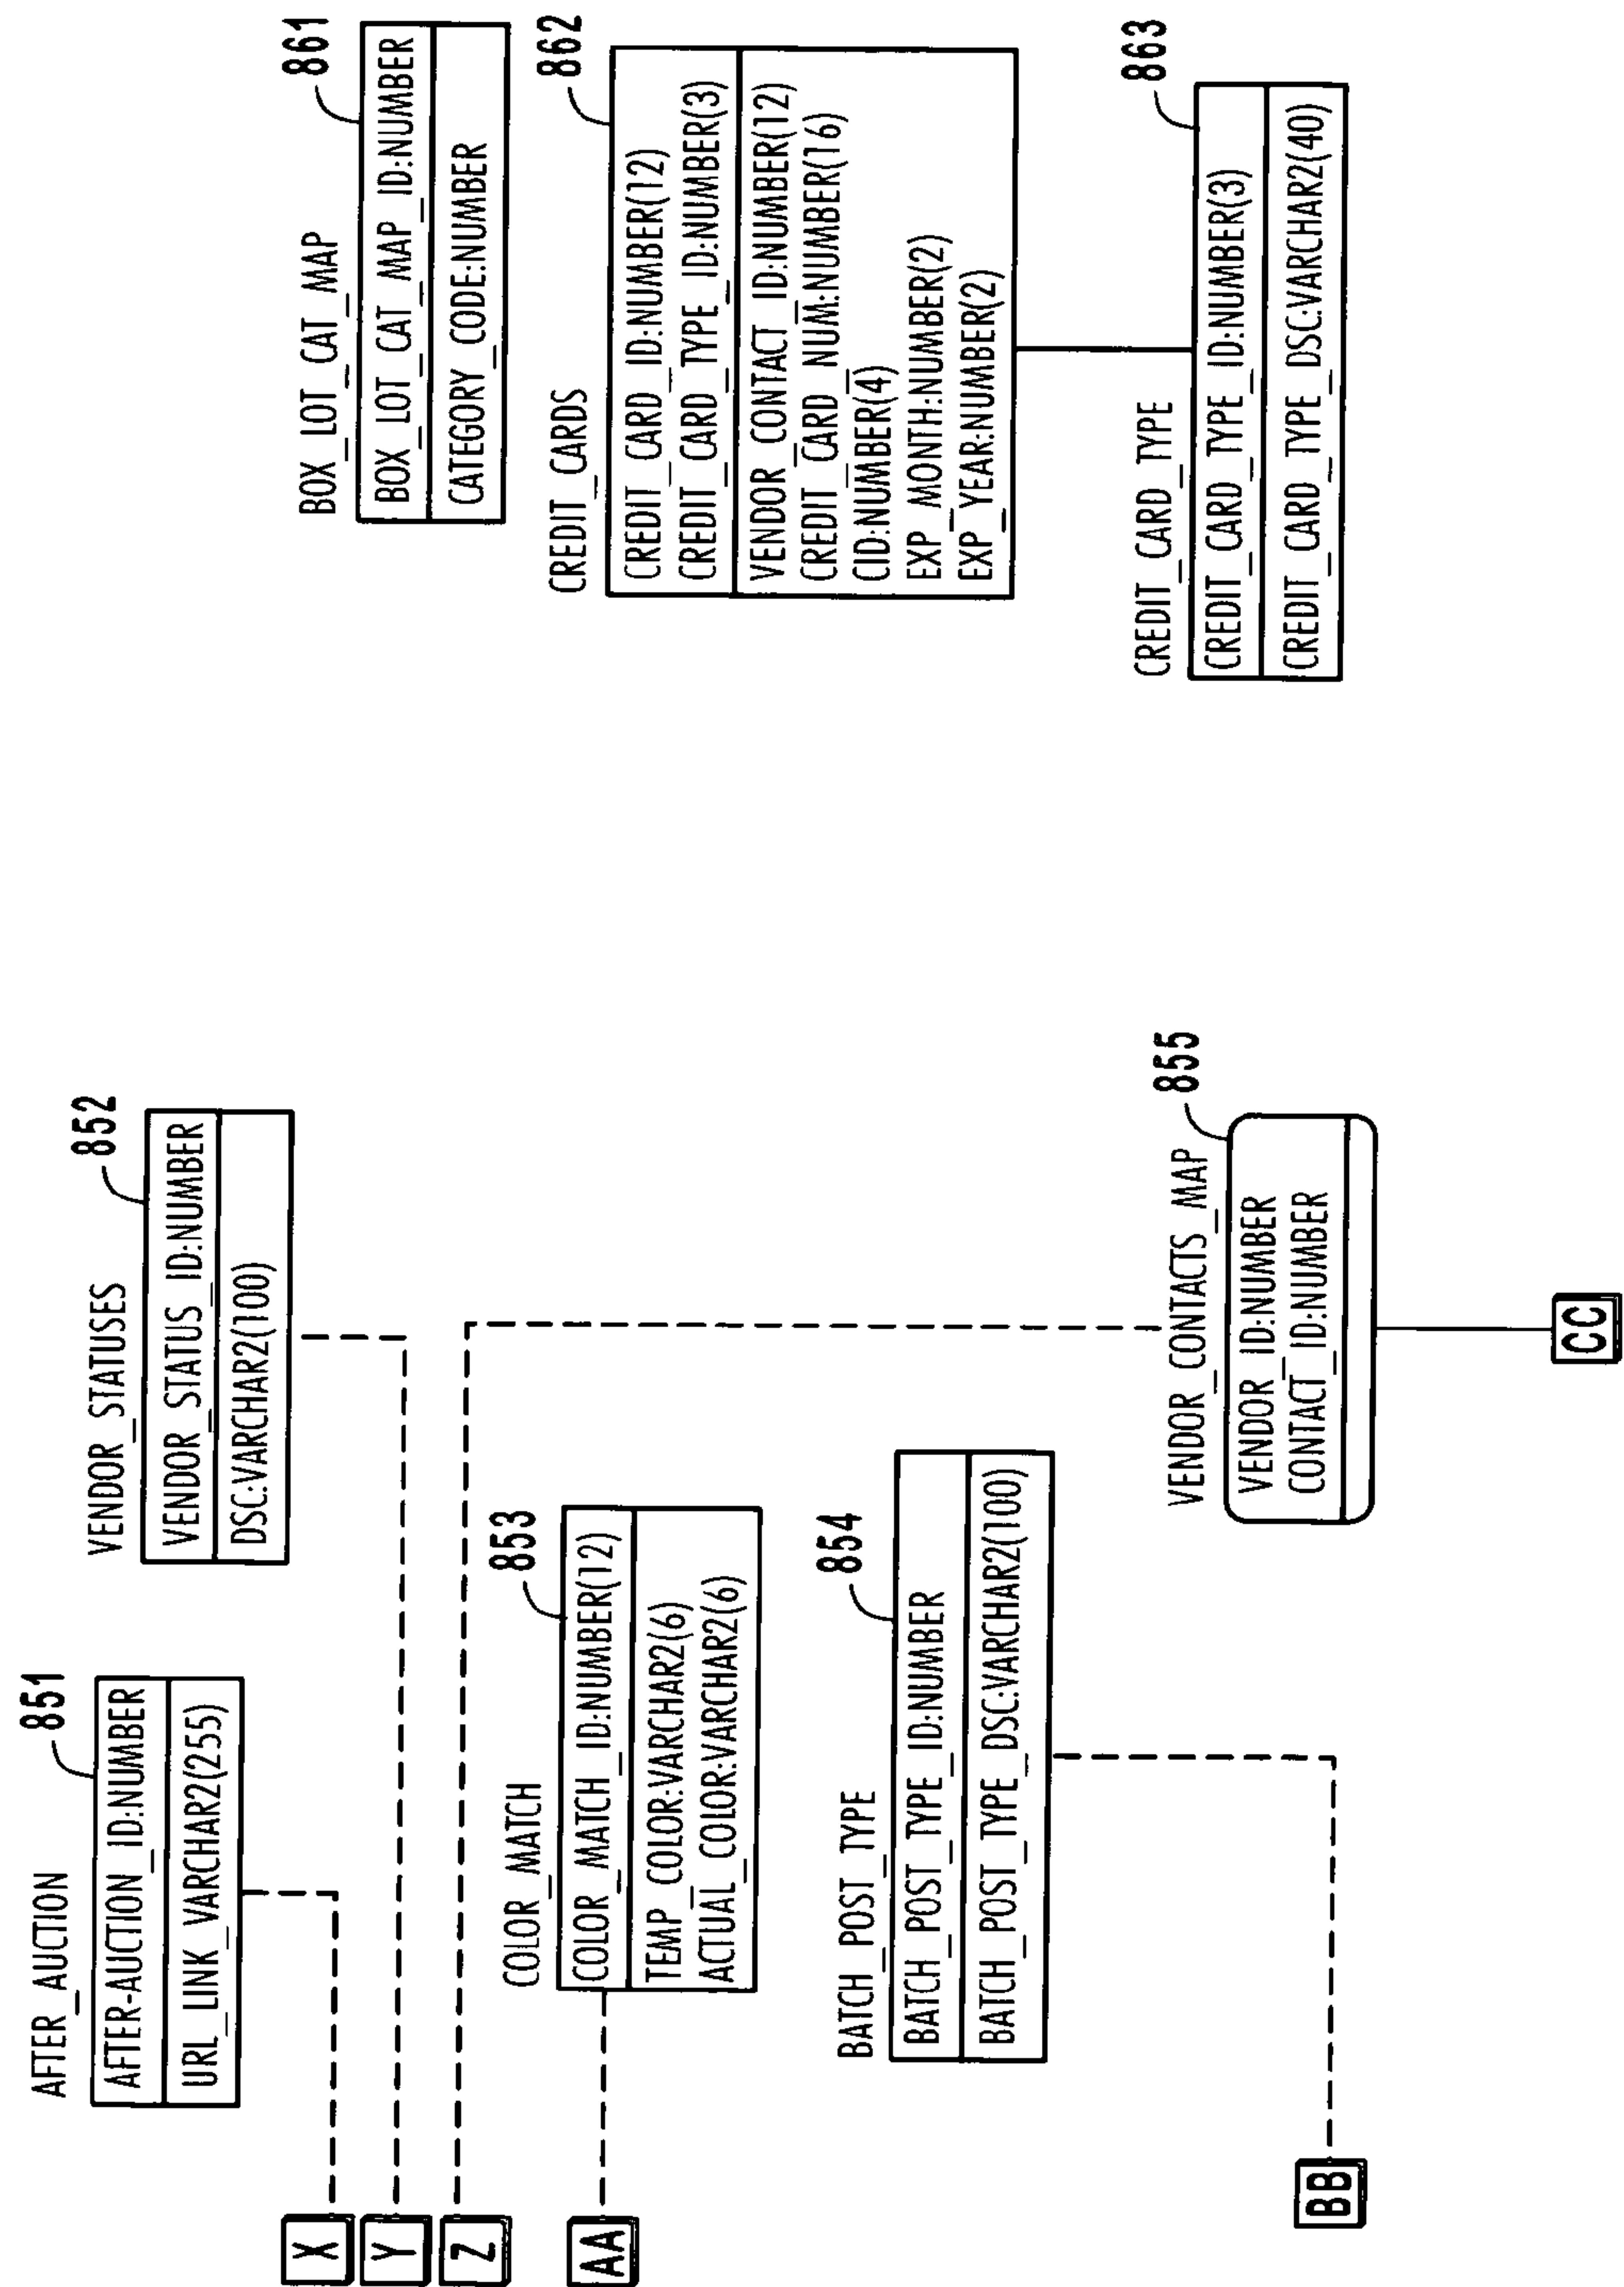 AFTER_AUCTION
851
AFTER-AUCTION_ID:NUMBER
URL_LINK_VARCHAR2(255)
X
VENDOR_STATUSES
852
VENDOR_STATUS_ID:NUMBER
DSC:VARCHAR2(100)
Y
Z
COLOR_MATCH
853
COLOR_MATCH_ID:NUMBER(12)
TEMP_COLOR:VARCHAR2(6)
ACTUAL_COLOR:VARCHAR2(6)
AA
BATCH_POST_TYPE
854
BATCH_POST_TYPE_ID:NUMBER
BATCH_POST_TYPE_DSC:VARCHAR2(100)
BB
VENDOR_CONTACTS_MAP
855
VENDOR_ID:NUMBER
CONTACT_ID:NUMBER
CC
BOX_LOT_CAT_MAP
861
BOX_LOT_CAT_MAP_ID:NUMBER
CATEGORY_CODE:NUMBER
CREDIT_CARDS
862
CREDIT_CARD_ID:NUMBER(12)
CREDIT_CARD_TYPE_ID:NUMBER(3)
VENDOR_CONTACT_ID:NUMBER(12)
CREDIT_CARD_NUM:NUMBER(16)
CID:NUMBER(4)
EXP_MONTH:NUMBER(2)
EXP_YEAR:NUMBER(2)
CREDIT_CARD_TYPE
863
CREDIT_CARD_TYPE_ID:NUMBER(3)
CREDIT_CARD_TYPE_DSC:VARCHAR2(40)